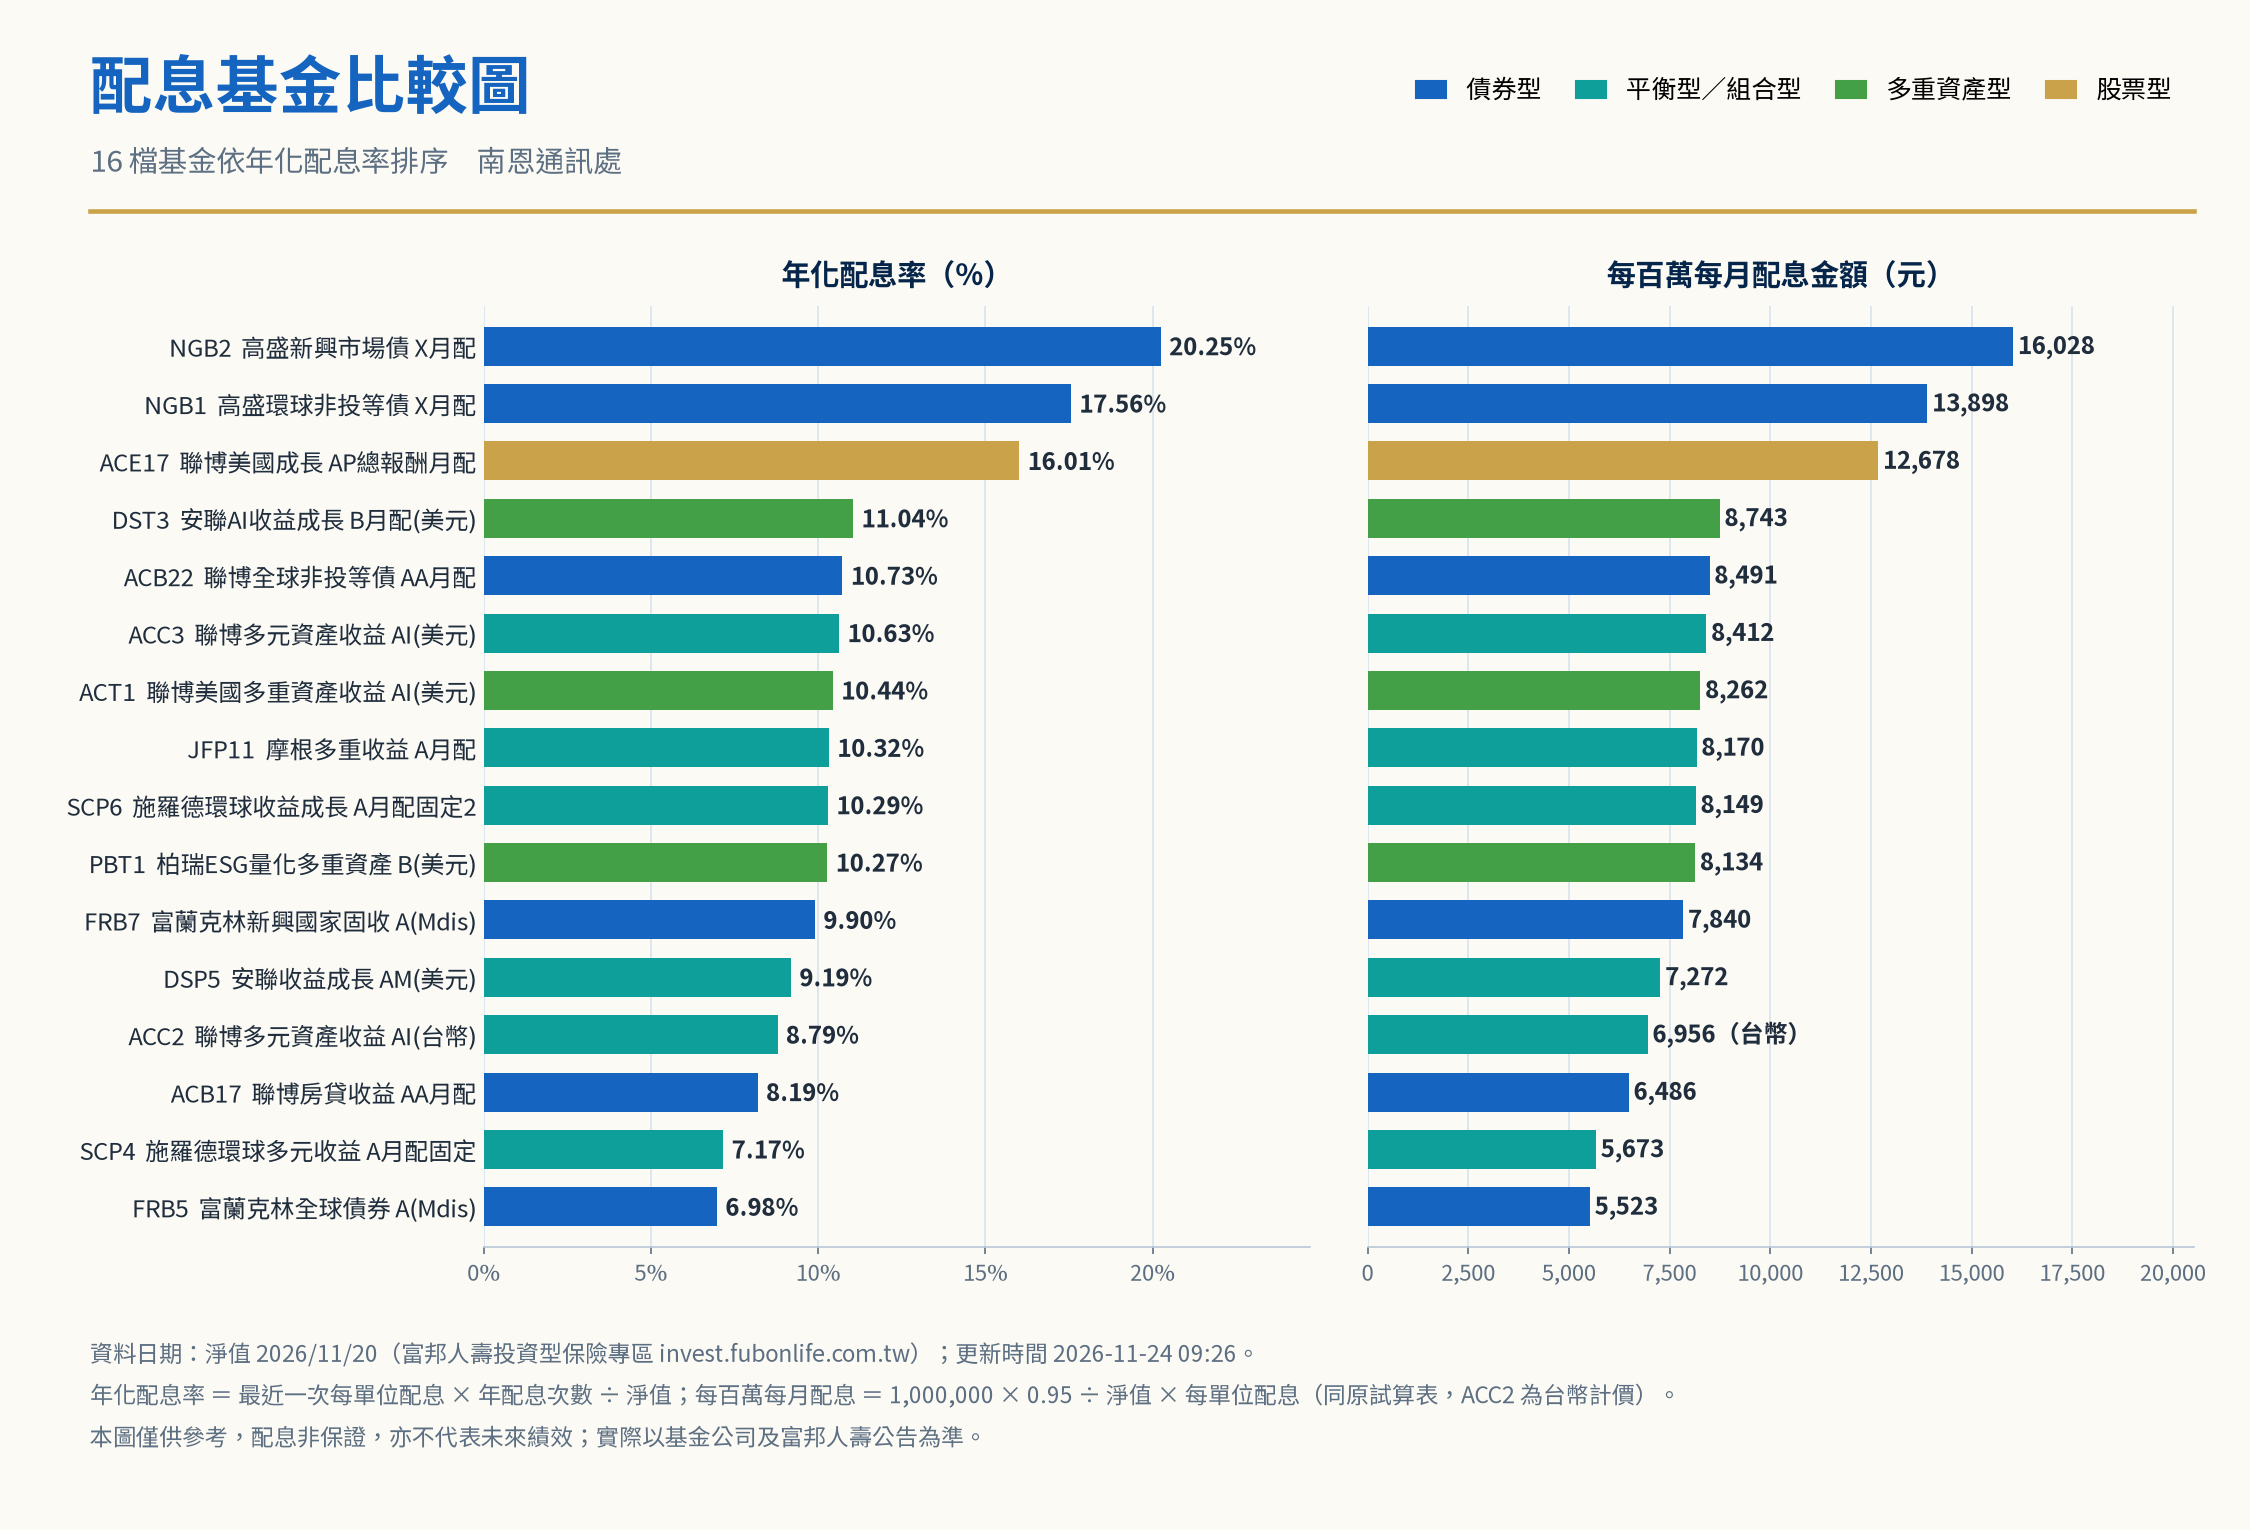 配息基金比較圖
16 檔基金依年化配息率排序　南恩通訊處
債券型
平衡型／組合型
多重資產型
股票型
年化配息率（%）
每百萬每月配息金額（元）
NGB2 高盛新興市場債 X月配 20.25% 16,028
NGB1 高盛環球非投等債 X月配 17.56% 13,898
ACE17 聯博美國成長 AP總報酬月配 16.01% 12,678
DST3 安聯AI收益成長 B月配(美元) 11.04% 8,743
ACB22 聯博全球非投等債 AA月配 10.73% 8,491
ACC3 聯博多元資產收益 AI(美元) 10.63% 8,412
ACT1 聯博美國多重資產收益 AI(美元) 10.44% 8,262
JFP11 摩根多重收益 A月配 10.32% 8,170
SCP6 施羅德環球收益成長 A月配固定2 10.29% 8,149
PBT1 柏瑞ESG量化多重資產 B(美元) 10.27% 8,134
FRB7 富蘭克林新興國家固收 A(Mdis) 9.90% 7,840
DSP5 安聯收益成長 AM(美元) 9.19% 7,272
ACC2 聯博多元資產收益 AI(台幣) 8.79% 6,956（台幣）
ACB17 聯博房貸收益 AA月配 8.19% 6,486
SCP4 施羅德環球多元收益 A月配固定 7.17% 5,673
FRB5 富蘭克林全球債券 A(Mdis) 6.98% 5,523
0% 5% 10% 15% 20%
0 2,500 5,000 7,500 10,000 12,500 15,000 17,500 20,000
資料日期：淨值 2026/11/20（富邦人壽投資型保險專區 invest.fubonlife.com.tw）；更新時間 2026-11-24 09:26。
年化配息率 ＝ 最近一次每單位配息 × 年配息次數 ÷ 淨值；每百萬每月配息 ＝ 1,000,000 × 0.95 ÷ 淨值 × 每單位配息（同原試算表，ACC2 為台幣計價）。
本圖僅供參考，配息非保證，亦不代表未來績效；實際以基金公司及富邦人壽公告為準。